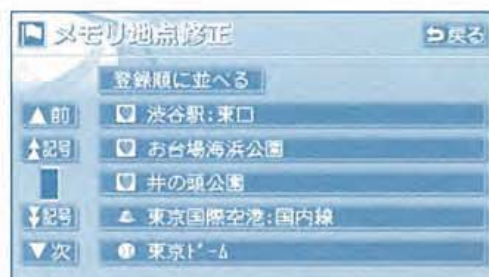 メモリ地点修正
戻る
登録順に並べる
前
渋谷駅:東口
記号
お台場海浜公園
井の頭公園
記号
東京国際空港:国内線
次
東京ドーム